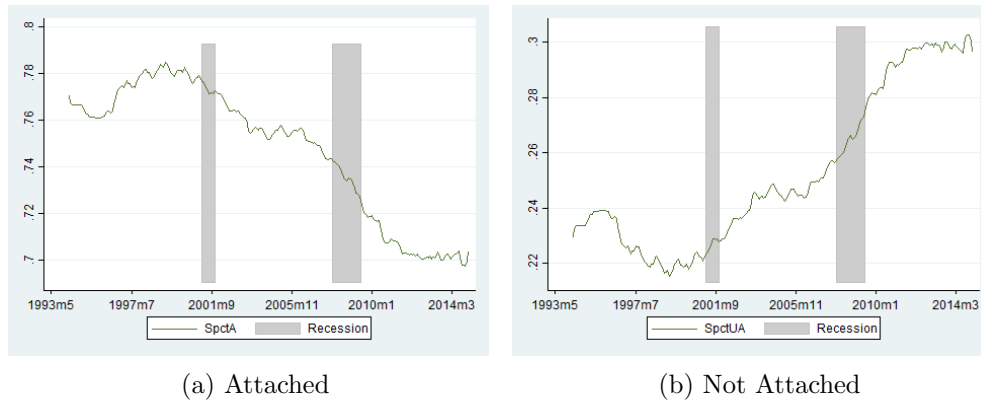 .8
.78
.76
.74
.72
.7
1993m5 1997m7 2001m9 2005m11 2010m1 2014m3
SpctA Recession
(a) Attached
.3
.28
.26
.24
.22
1993m5 1997m7 2001m9 2005m11 2010m1 2014m3
SpctUA Recession
(b) Not Attached